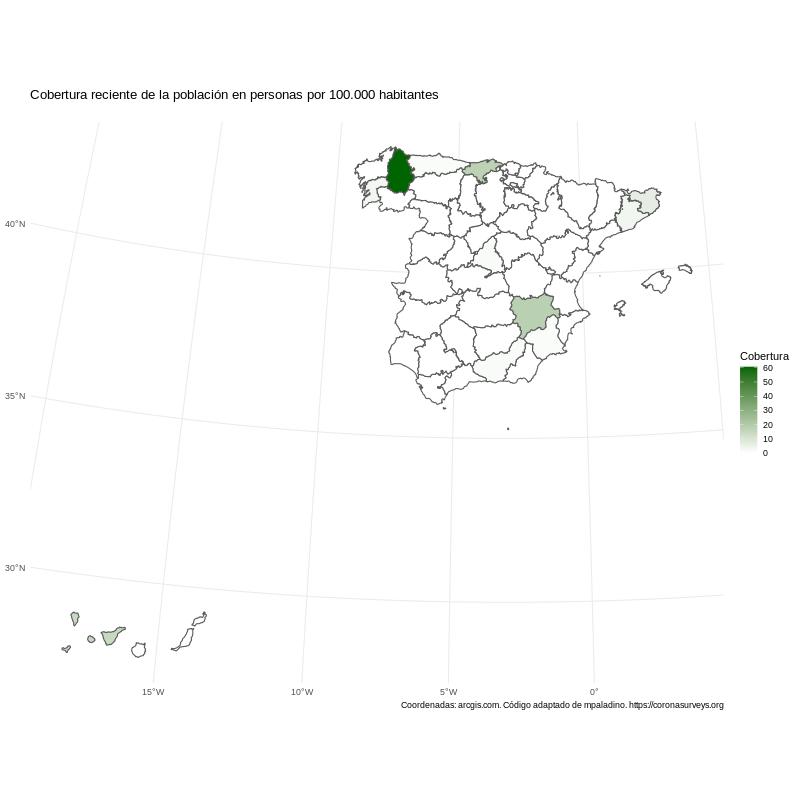 Cobertura reciente de la población en personas por 100.000 habitantes
40°N
35°N
30°N
15°W
10°W
5°W
0°
Cobertura
60
50
40
30
20
10
0
Coordenadas: arcgis.com. Código adaptado de mpaladino. https://coronasurveys.org